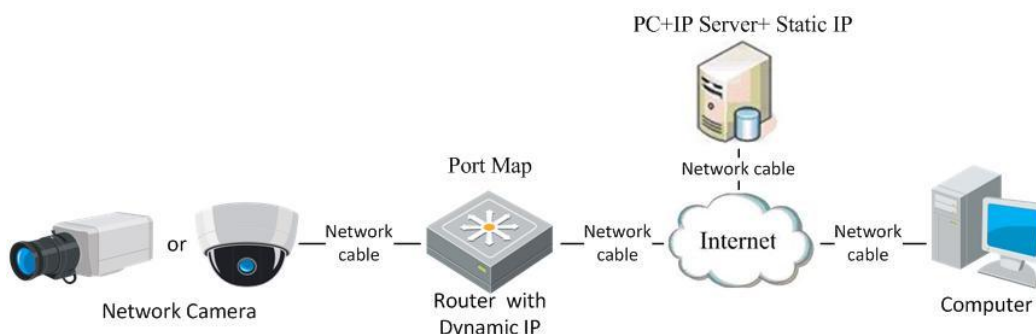 PC+IP Server+ Static IP
Network cable
Port Map
or
Network
cable
Network
cable
Internet
Network
cable
Network Camera
Router with
Dynamic IP
Computer